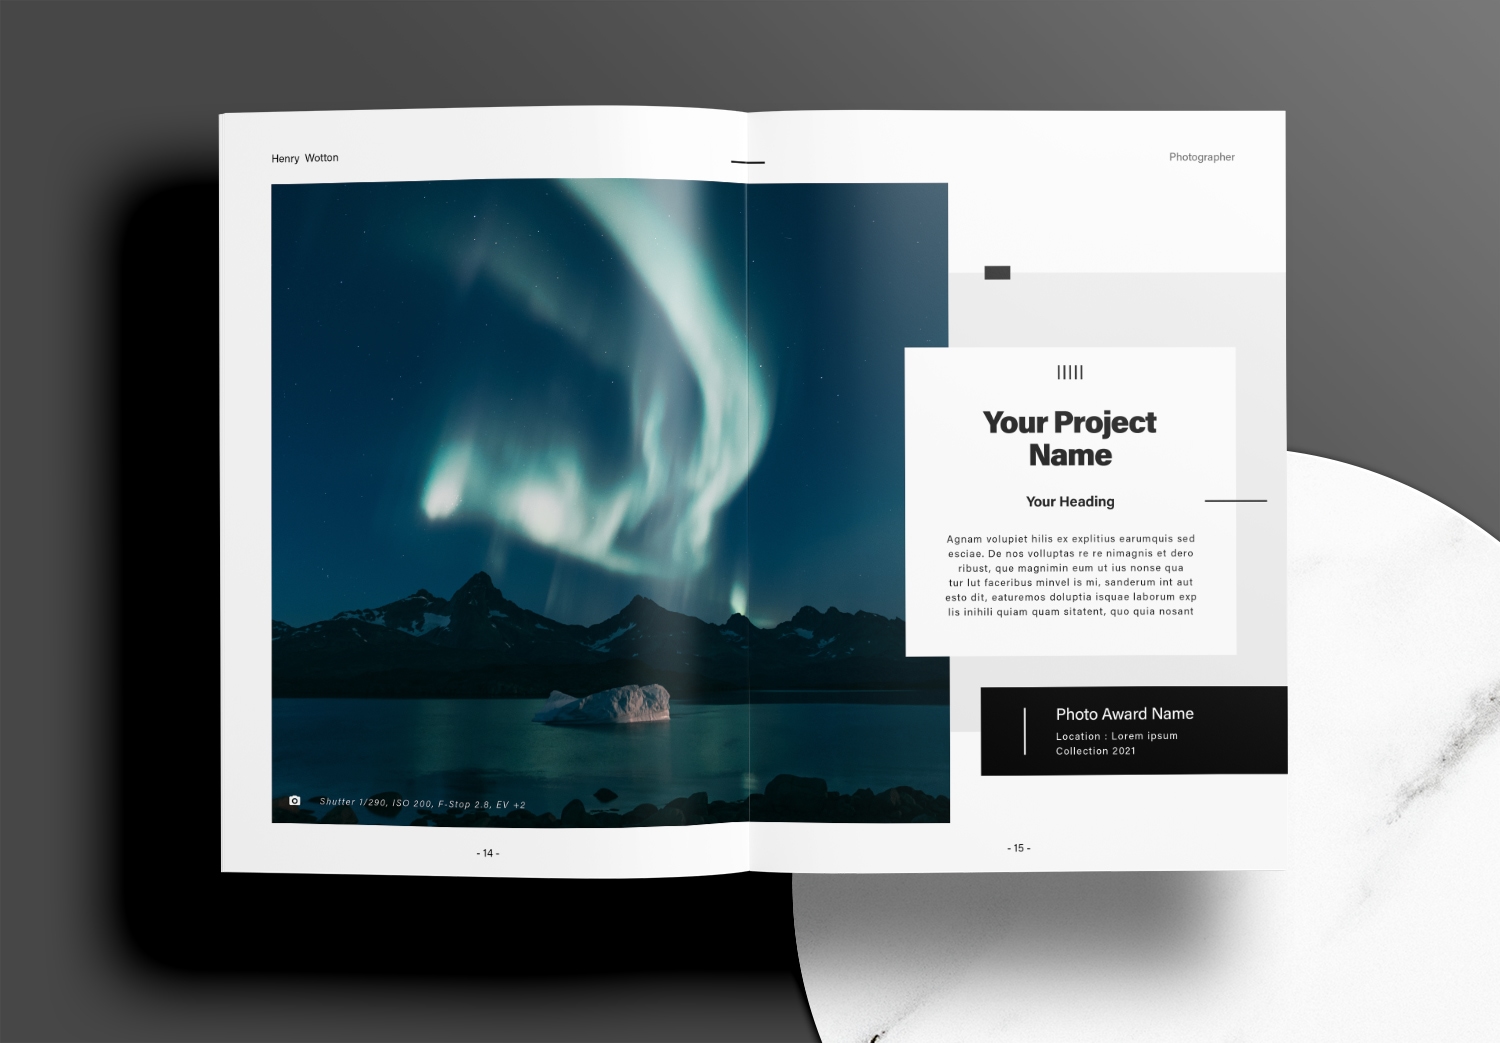 Henry Wotton
Photographer
Your Project
Name
Your Heading
Agnam volupiet hilis ex explitius earumquis sed
esciae. De nos volluptas re re nimagnis et dero
ribust, que magnimin eum ut ius nonse qua
tur lut faceribus minvel is mi, sanderum int aut
esto dit, eaturemos doluptia isquae laborum exp
lis inihili quiam quam sitatent, quo quia nosant
Photo Award Name
Location : Lorem ipsum
Collection 2021
Shutter 1/290, ISO 200, F-Stop 2.8, EV +2
- 14 -
- 15 -